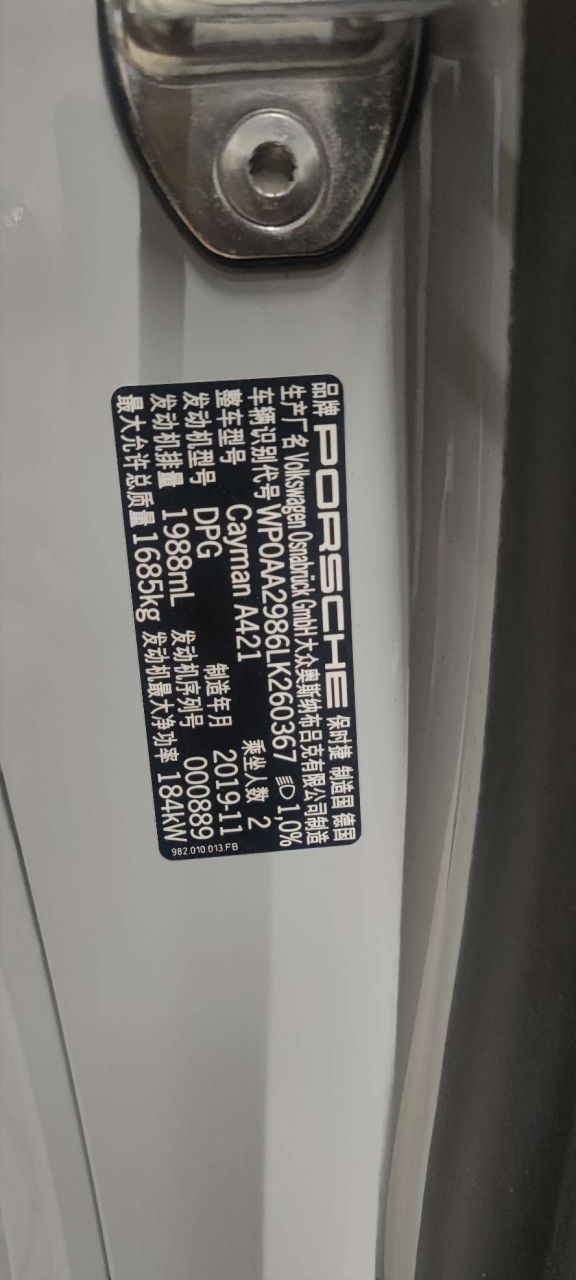 品牌 PORSCHE 保时捷 制造国 德国
生产厂名 Volkswagen Osnabrück GmbH 大众奥斯纳布吕克有限公司制造
车辆识别代号 WP0AA2986LK260367 1,0%
整车型号 Cayman A421 乘坐人数 2
发动机型号 DPG 制造年月 2019-11
发动机排量 1988mL 发动机序列号 000889
最大允许总质量 1685kg 发动机最大净功率 184kW
982.010.013.FB